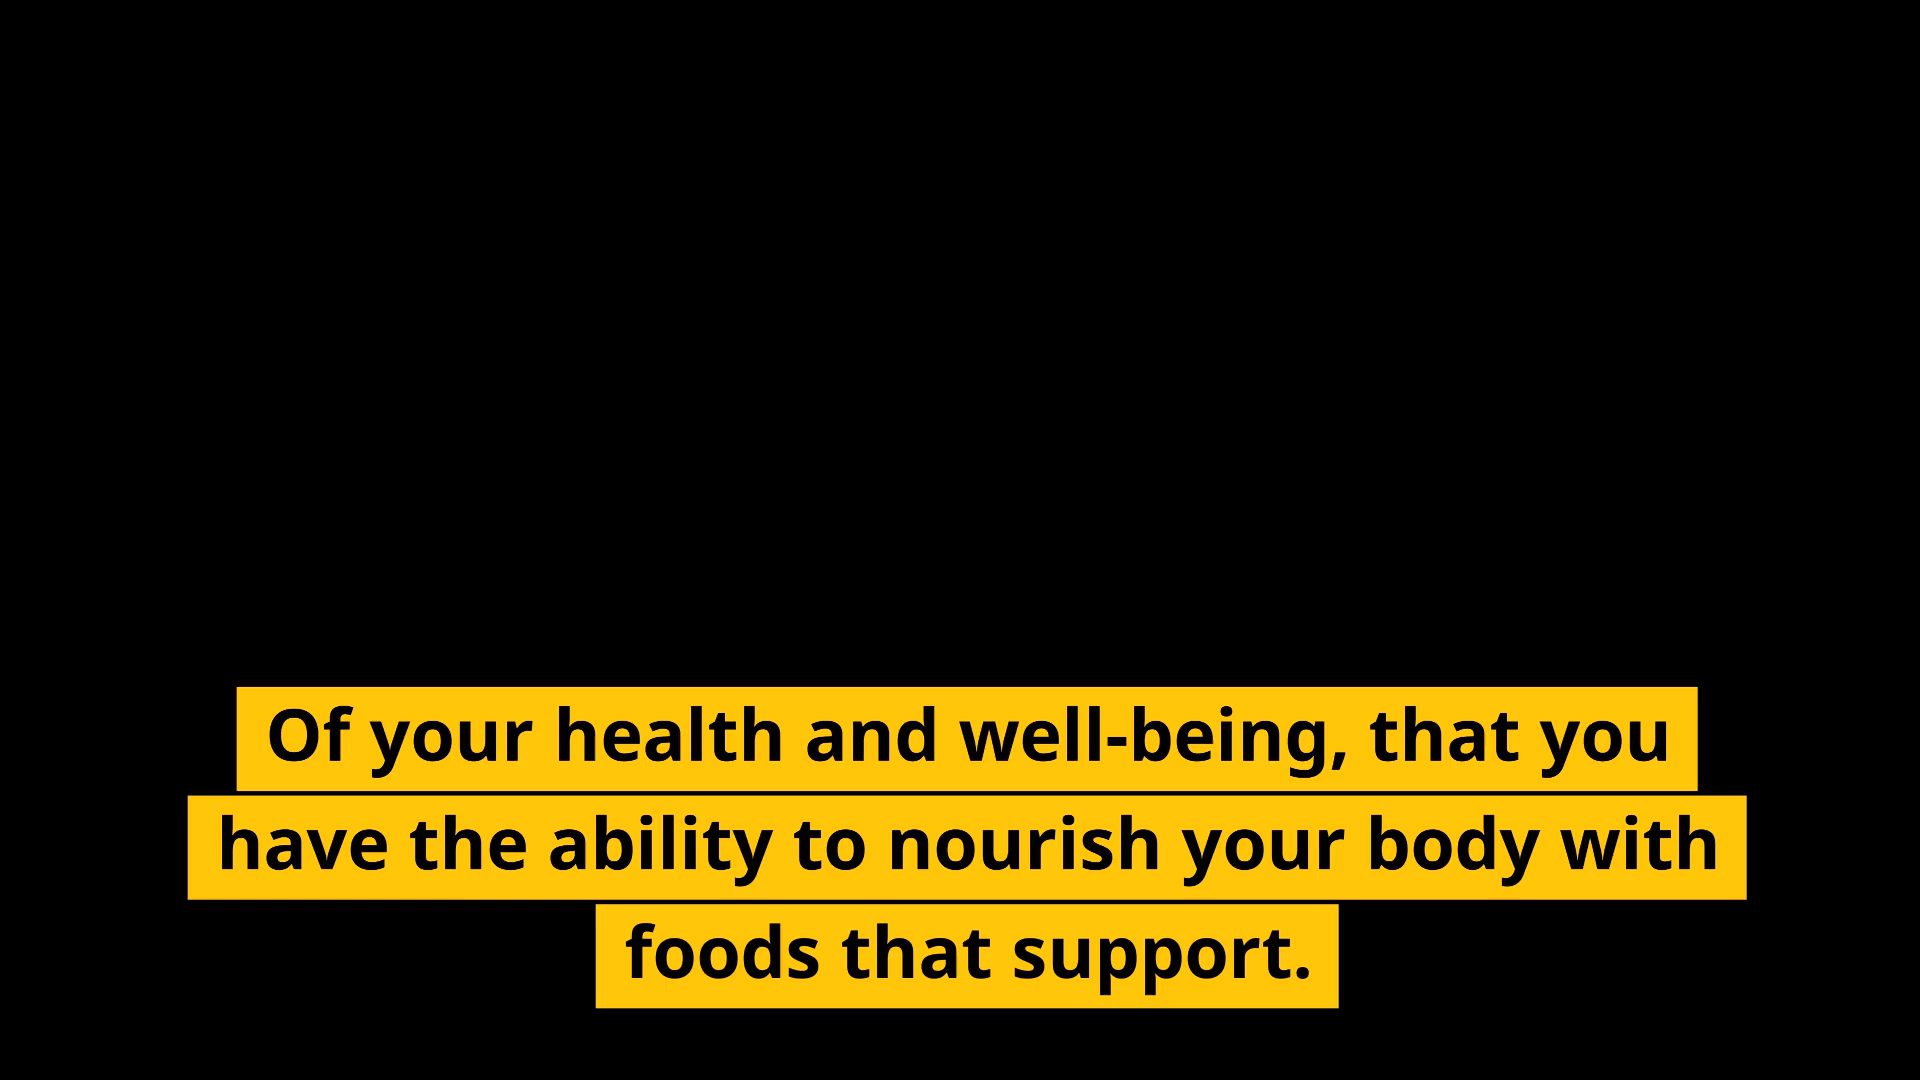 Of your health and well-being, that you
have the ability to nourish your body with
foods that support.